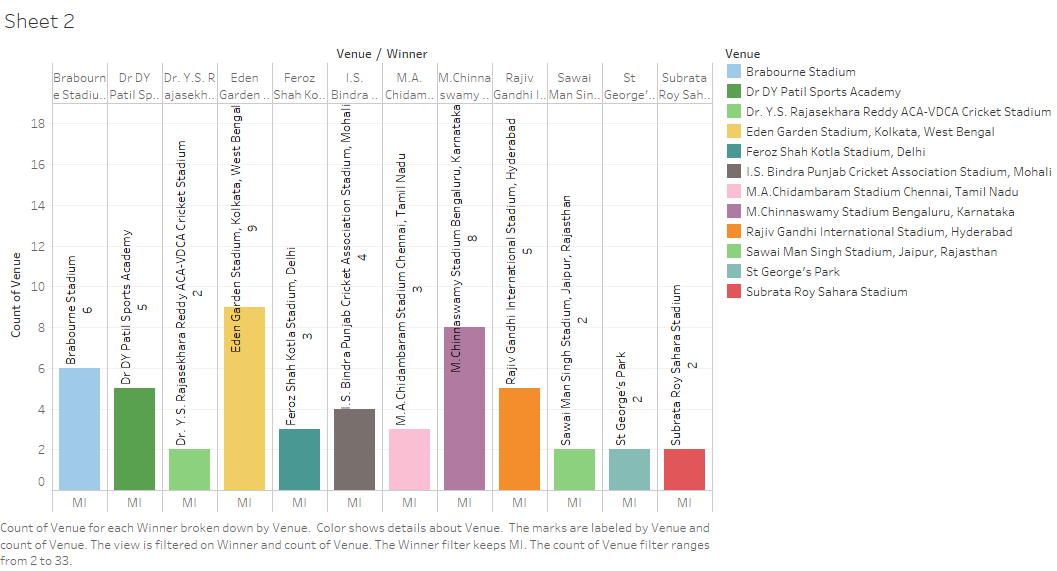 Sheet 2
Venue / Winner
Brabourn
e Stadiu..
Dr DY
Patil Sp..
Dr. Y.S. R
ajasekh..
Eden
Garden ..
Feroz
Shah Ko..
I.S.
Bindra ..
M.A.
Chidam..
M.Chinna
swamy ..
Rajiv
Gandhi I..
Sawai
Man Sin..
St
George’..
Subrata
Roy Sah..
Count of Venue
18
16
14
12
10
8
6
4
2
0
Brabourne Stadium
6
Dr DY Patil Sports Academy
5
Dr. Y.S. Rajasekhara Reddy ACA-VDCA Cricket Stadium
2
Eden Garden Stadium, Kolkata, West Bengal
9
Feroz Shah Kotla Stadium, Delhi
3
I.S. Bindra Punjab Cricket Association Stadium, Mohali
4
M.A.Chidambaram Stadium Chennai, Tamil Nadu
3
M.Chinnaswamy Stadium Bengaluru, Karnataka
8
Rajiv Gandhi International Stadium, Hyderabad
5
Sawai Man Singh Stadium, Jaipur, Rajasthan
2
St George’s Park
2
Subrata Roy Sahara Stadium
2
MI MI MI MI MI MI MI MI MI MI MI MI
Venue
Brabourne Stadium
Dr DY Patil Sports Academy
Dr. Y.S. Rajasekhara Reddy ACA-VDCA Cricket Stadium
Eden Garden Stadium, Kolkata, West Bengal
Feroz Shah Kotla Stadium, Delhi
I.S. Bindra Punjab Cricket Association Stadium, Mohali
M.A.Chidambaram Stadium Chennai, Tamil Nadu
M.Chinnaswamy Stadium Bengaluru, Karnataka
Rajiv Gandhi International Stadium, Hyderabad
Sawai Man Singh Stadium, Jaipur, Rajasthan
St George’s Park
Subrata Roy Sahara Stadium
Count of Venue for each Winner broken down by Venue.  Color shows details about Venue.  The marks are labeled by Venue and
count of Venue. The view is filtered on Winner and count of Venue. The Winner filter keeps MI. The count of Venue filter ranges
from 2 to 33.